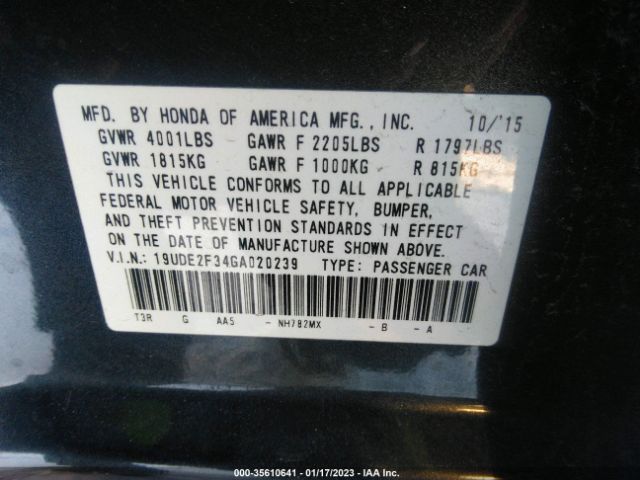 MFD. BY HONDA OF AMERICA MFG., INC. 10/'15
GVWR 4001LBS GAWR F 2205LBS R 1797LBS
GVWR 1815KG GAWR F 1000KG R 815KG
THIS VEHICLE CONFORMS TO ALL APPLICABLE
FEDERAL MOTOR VEHICLE SAFETY, BUMPER,
AND THEFT PREVENTION STANDARDS IN EFFECT
ON THE DATE OF MANUFACTURE SHOWN ABOVE.
V.I.N.: 19UDE2F34GA020239 TYPE: PASSENGER CAR
T3R G AA5 - NH782MX - B - A
000-35610641 - 01/17/2023 - IAA Inc.